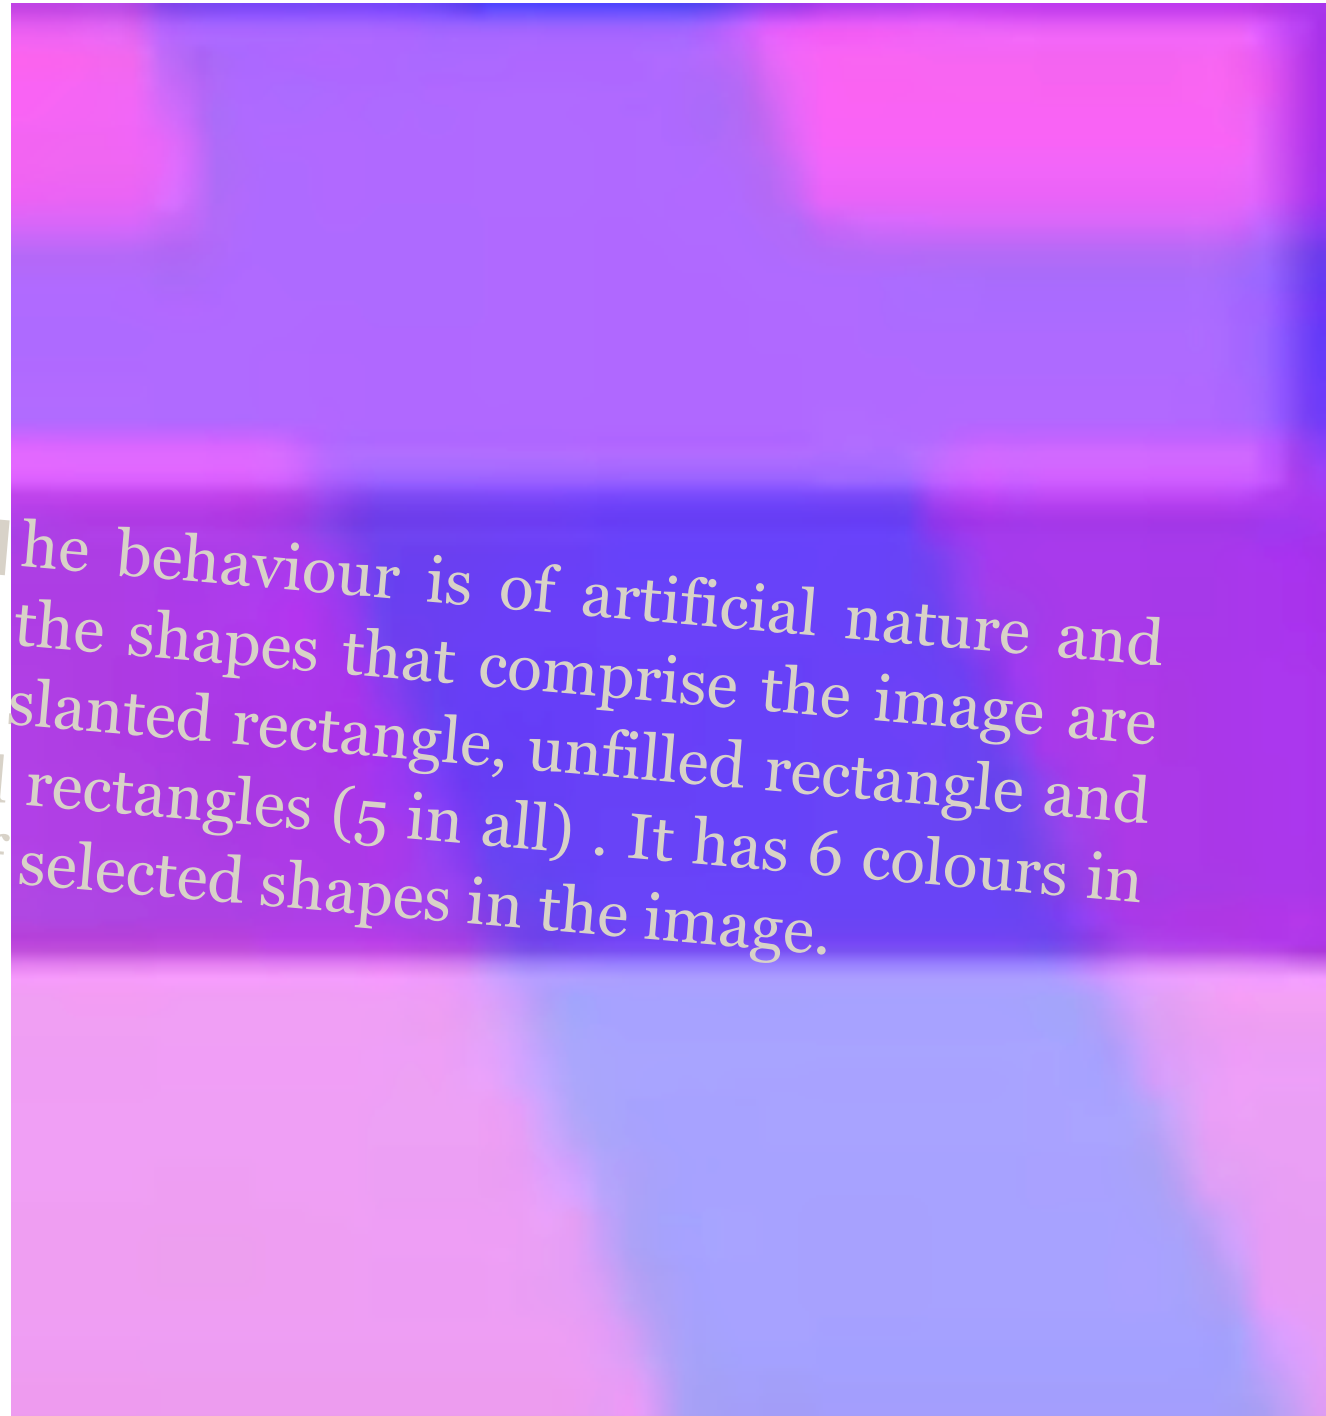 he behaviour is of artificial nature and
the shapes that comprise the image are
slanted rectangle, unfilled rectangle and
rectangles (5 in all) . It has 6 colours in
selected shapes in the image.